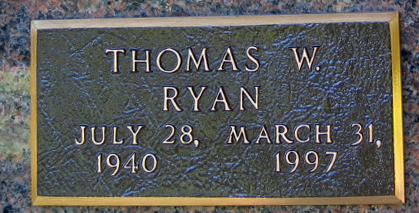 THOMAS W.
RYAN
JULY 28, MARCH 31,
1940 1997